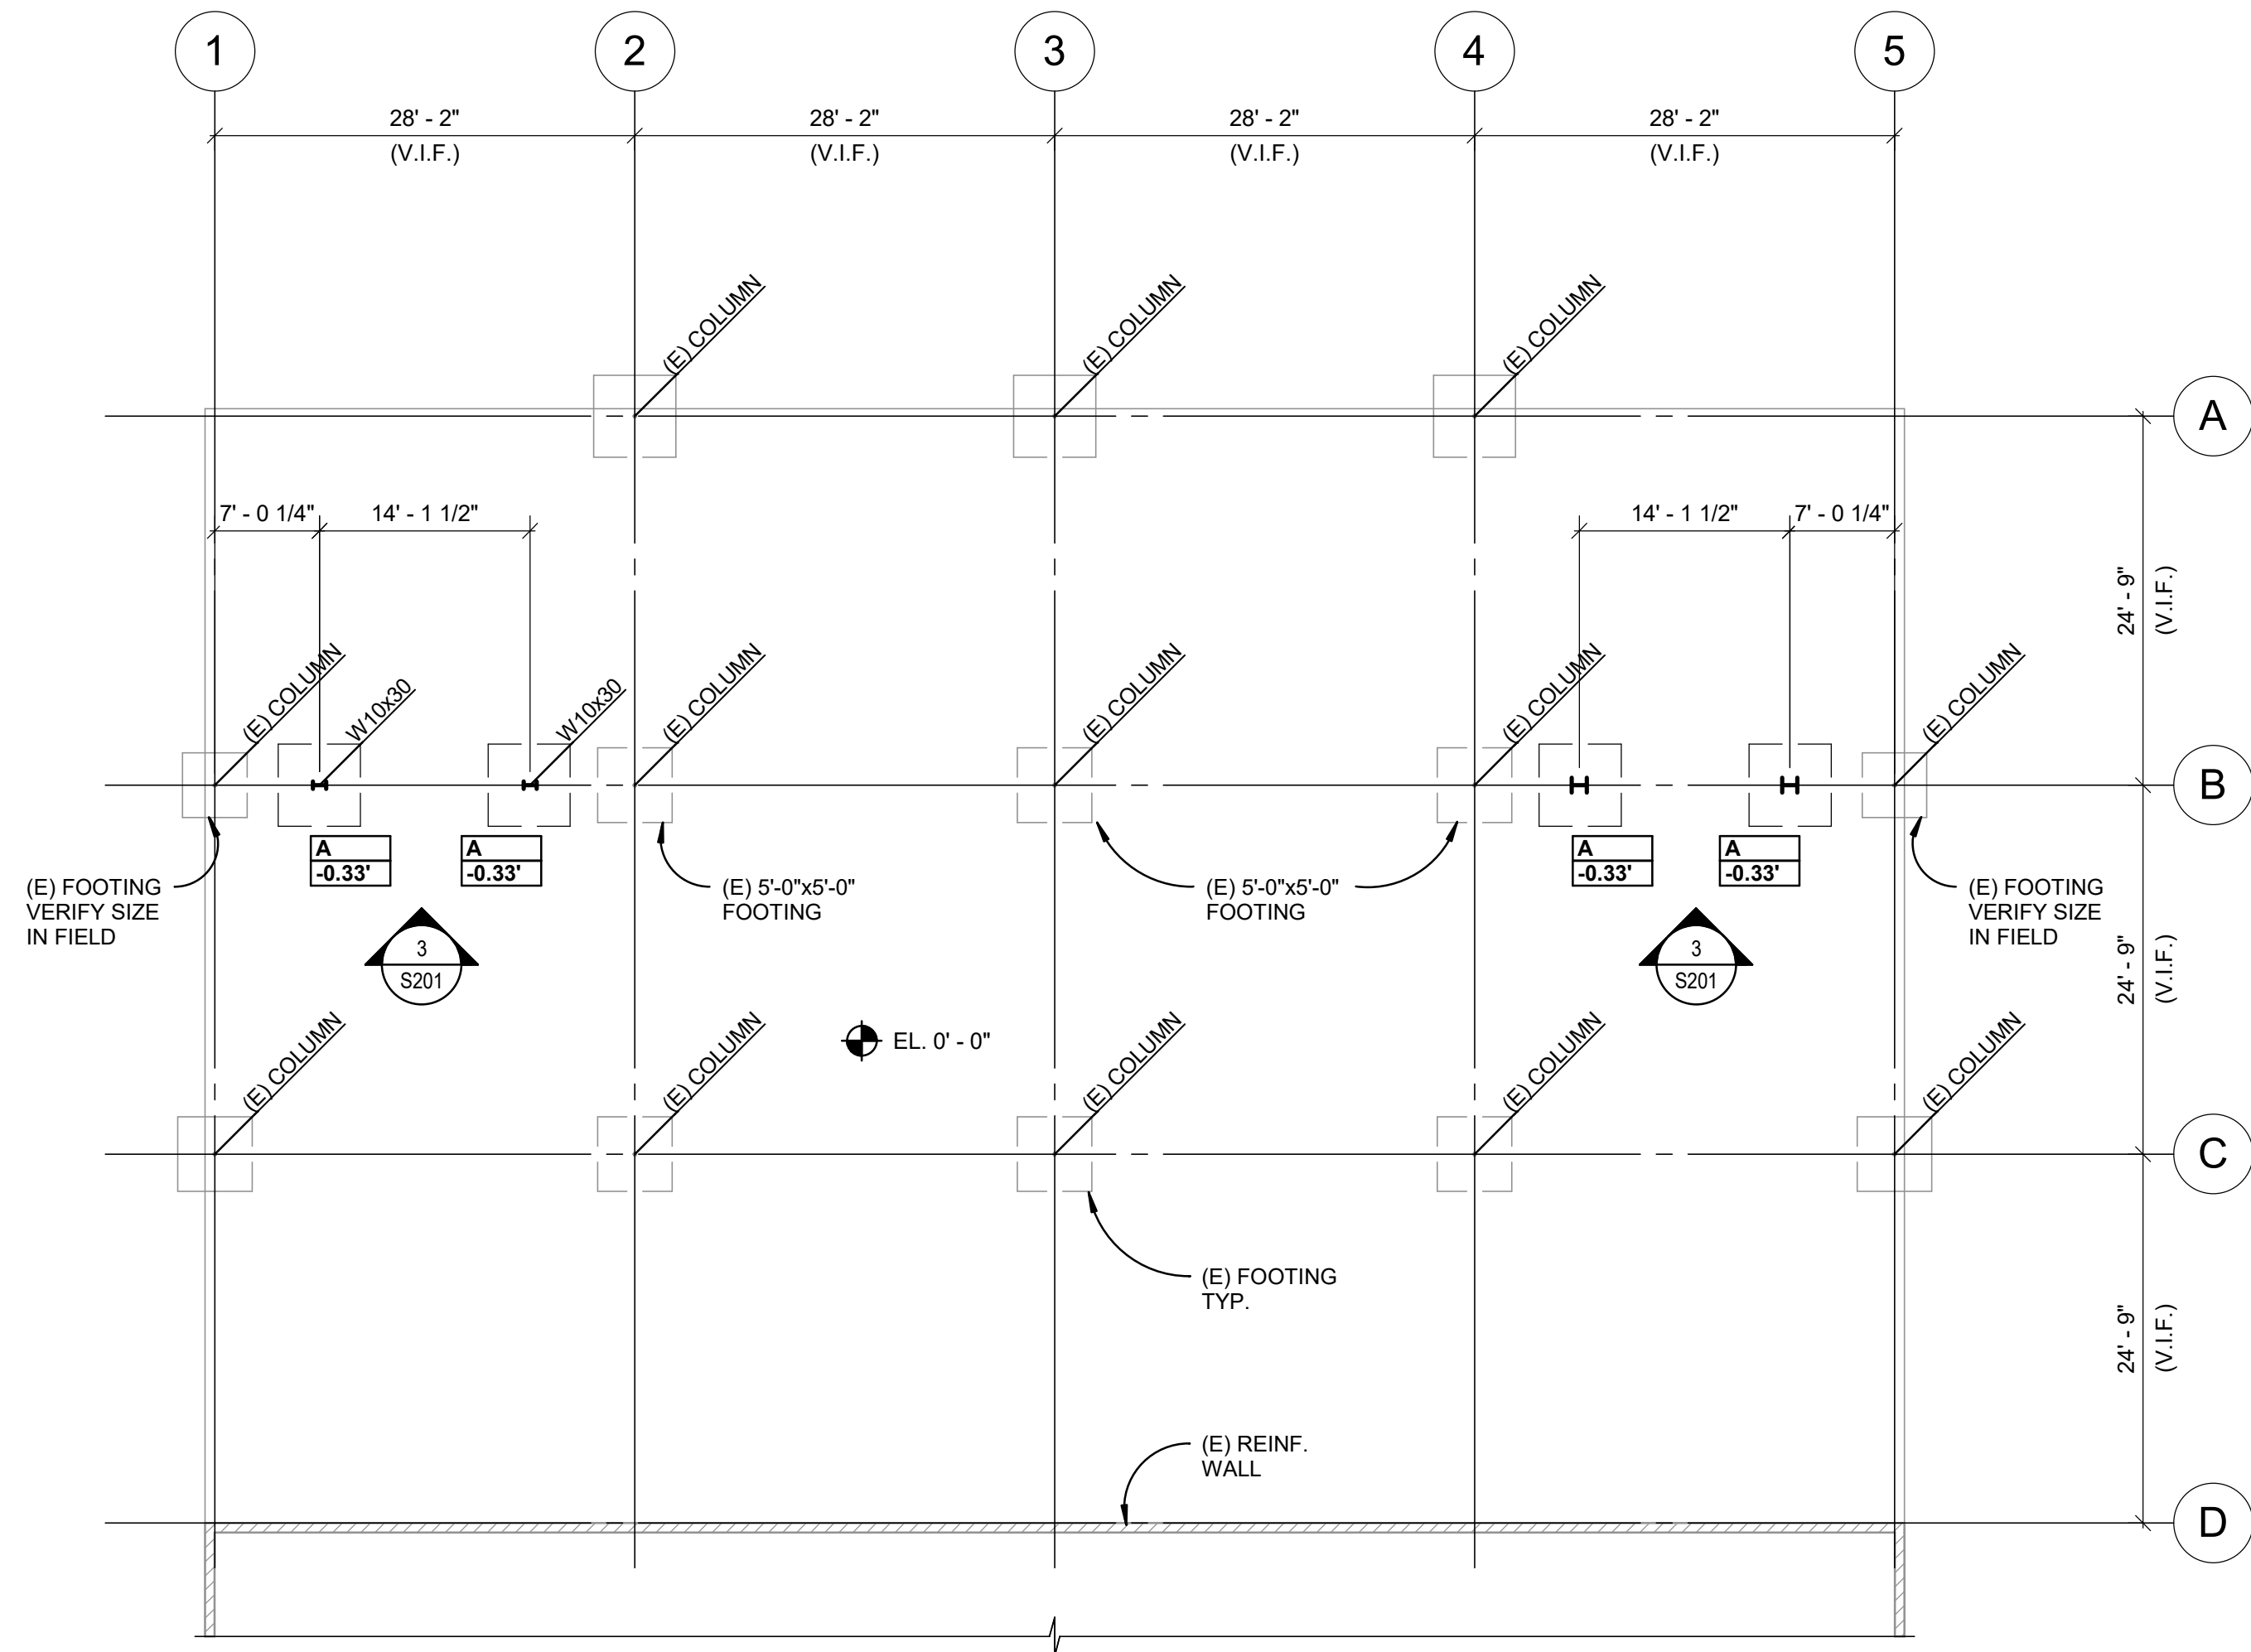 1 2 3 4 5
28' - 2" 28' - 2" 28' - 2" 28' - 2"
(V.I.F.) (V.I.F.) (V.I.F.) (V.I.F.)
(E) COLUMN (E) COLUMN (E) COLUMN
A
7' - 0 1/4" 14' - 1 1/2" 14' - 1 1/2" 7' - 0 1/4"
24' - 9"
(V.I.F.)
(E) COLUMN W10x30 W10x30 (E) COLUMN (E) COLUMN (E) COLUMN (E) COLUMN
B
A A A A
-0.33' -0.33' -0.33' -0.33'
(E) FOOTING
VERIFY SIZE
IN FIELD
(E) 5'-0"x5'-0"
FOOTING
(E) 5'-0"x5'-0"
FOOTING
(E) FOOTING
VERIFY SIZE
IN FIELD
3
S201
3
S201
24' - 9"
(V.I.F.)
EL. 0' - 0"
(E) COLUMN (E) COLUMN (E) COLUMN (E) COLUMN (E) COLUMN
C
(E) FOOTING
TYP.
24' - 9"
(V.I.F.)
(E) REINF.
WALL
D